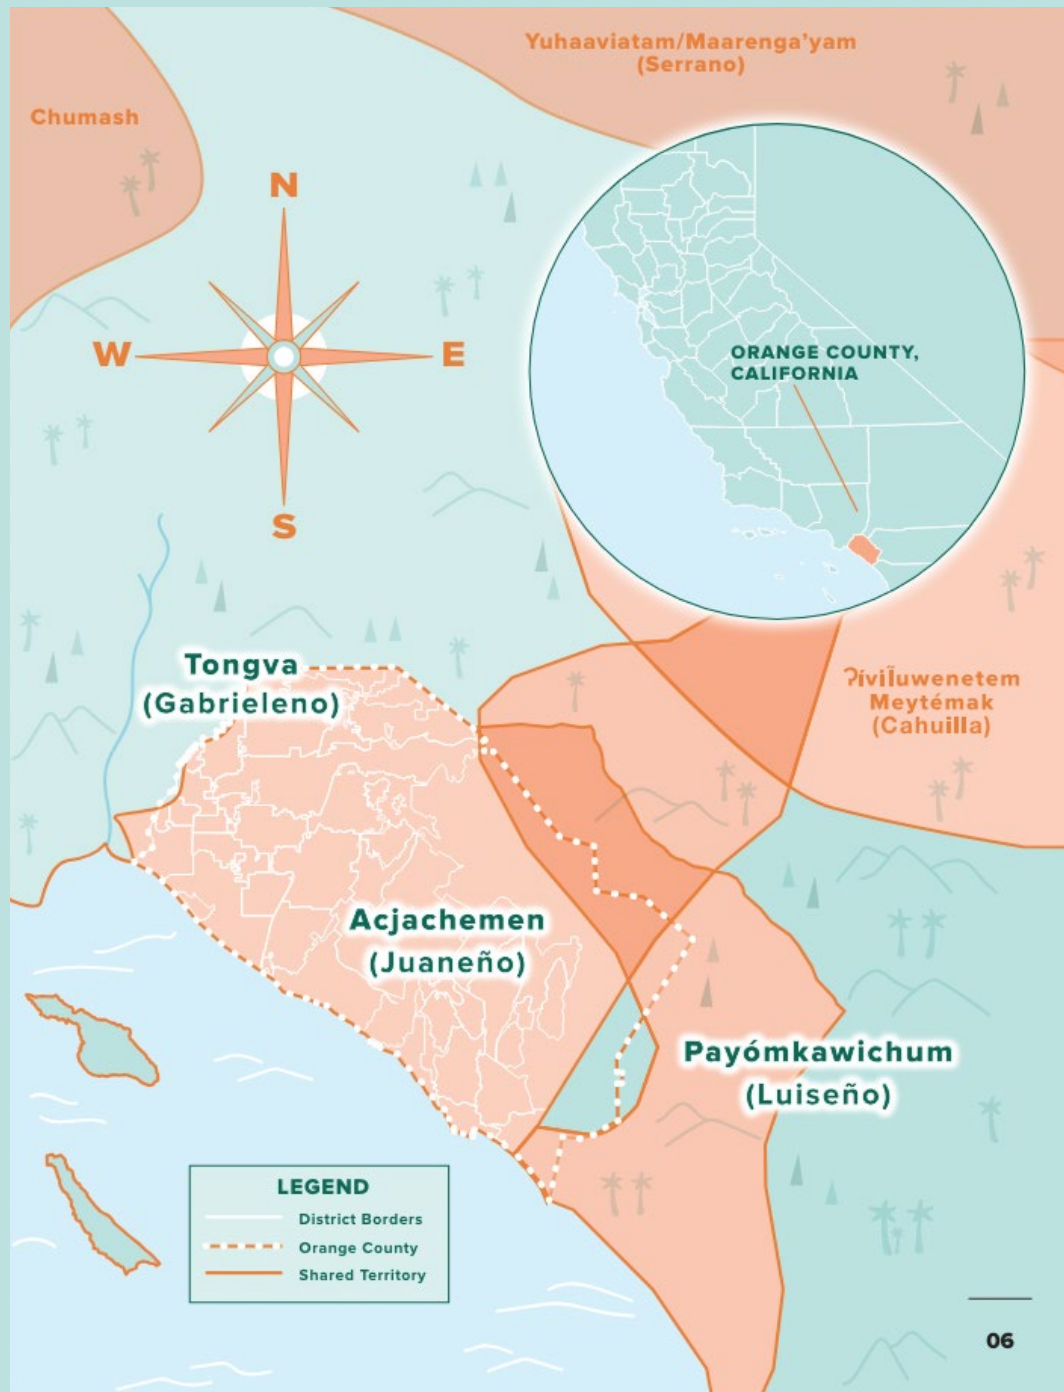 Yuhaaviatam/Maarenga'yam
(Serrano)
Chumash
N
W
E
S
ORANGE COUNTY,
CALIFORNIA
Tongva
(Gabrieleno)
ʔíviĨuwenetem
Meytémak
(Cahuilla)
Acjachemen
(Juaneño)
Payómkawichum
(Luiseño)
LEGEND
District Borders
Orange County
Shared Territory
06